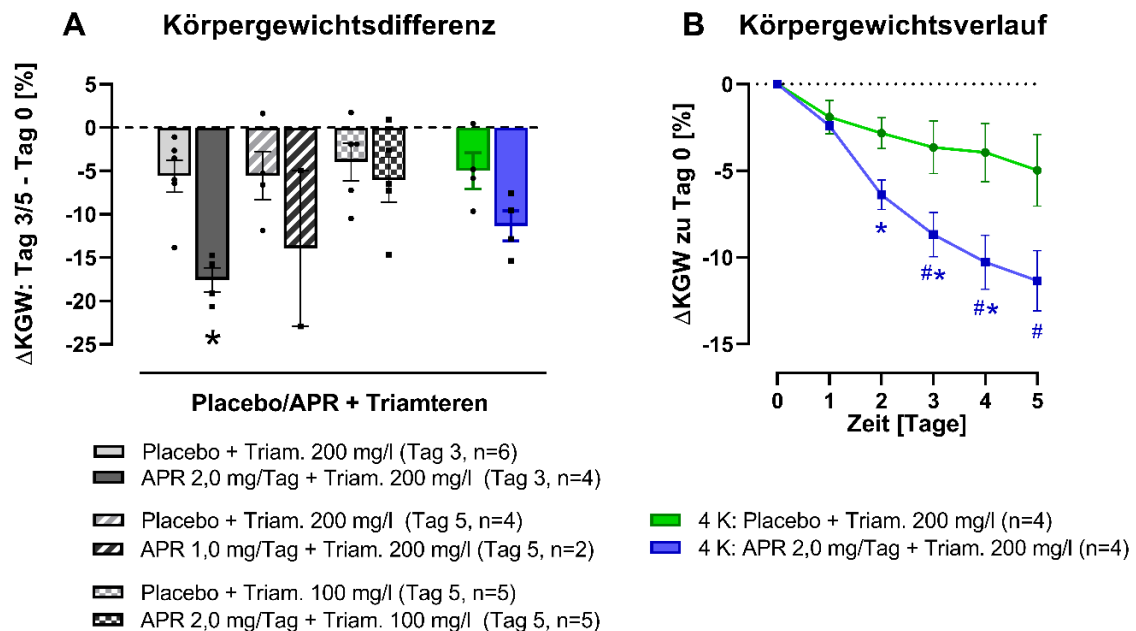 A Körpergewichtsdifferenz
ΔKGW: Tag 3/5 - Tag 0 [%]
5
0
-5
-10
-15
-20
-25
*
Placebo/APR + Triamteren
Placebo + Triam. 200 mg/l (Tag 3, n=6)
APR 2,0 mg/Tag + Triam. 200 mg/l (Tag 3, n=4)
Placebo + Triam. 200 mg/l (Tag 5, n=4)
APR 1,0 mg/Tag + Triam. 200 mg/l (Tag 5, n=2)
Placebo + Triam. 100 mg/l (Tag 5, n=5)
APR 2,0 mg/Tag + Triam. 100 mg/l (Tag 5, n=5)
B Körpergewichtsverlauf
ΔKGW zu Tag 0 [%]
0
-5
-10
-15
*
#*
#*
#
0 1 2 3 4 5
Zeit [Tage]
4 K: Placebo + Triam. 200 mg/l (n=4)
4 K: APR 2,0 mg/Tag + Triam. 200 mg/l (n=4)